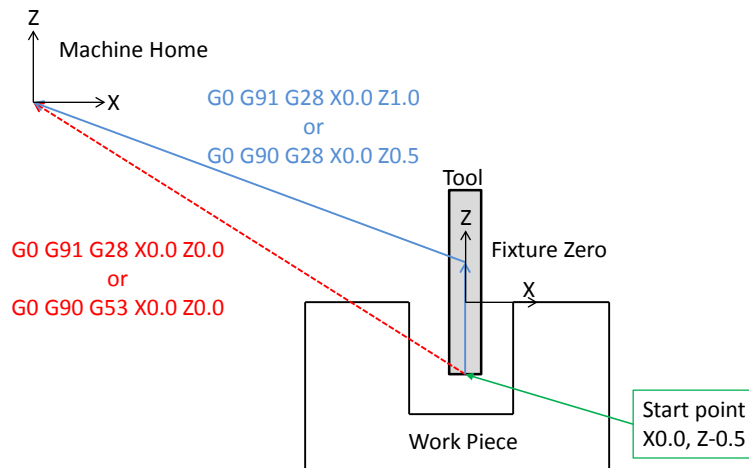 Z
Machine Home
X
G0 G91 G28 X0.0 Z1.0
or
G0 G90 G28 X0.0 Z0.5
Tool
Z
Fixture Zero
X
G0 G91 G28 X0.0 Z0.0
or
G0 G90 G53 X0.0 Z0.0
Work Piece
Start point
X0.0, Z-0.5